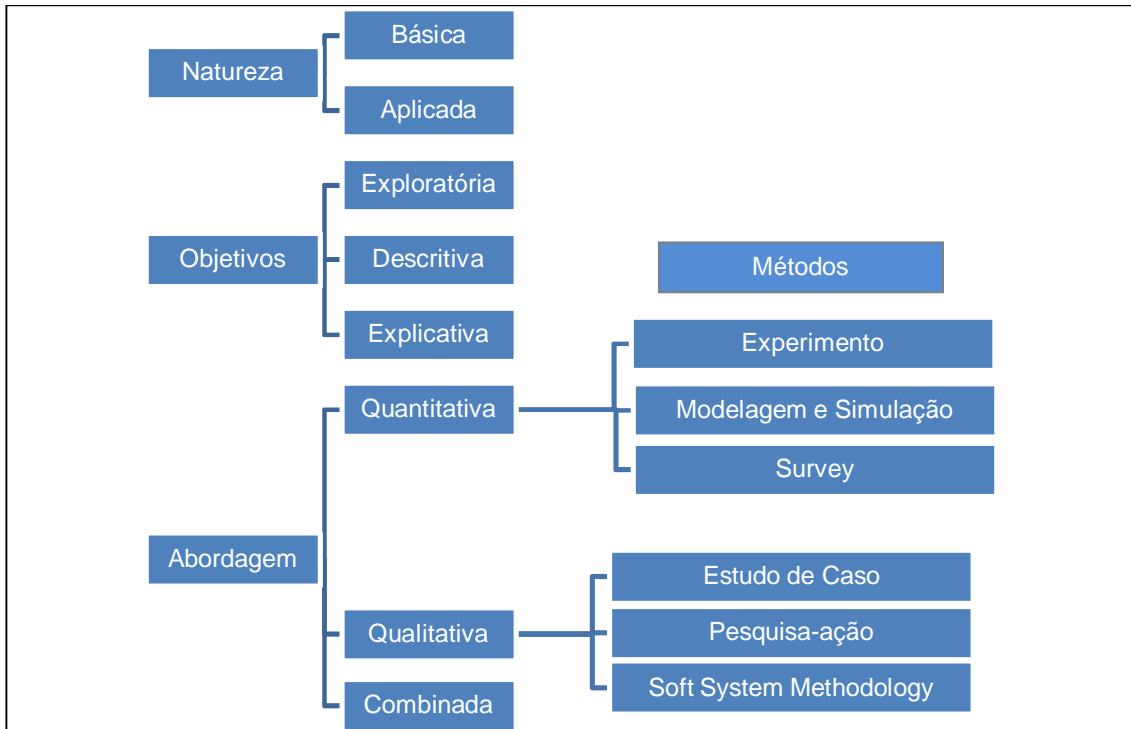 Natureza
Básica
Aplicada
Objetivos
Exploratória
Descritiva
Explicativa
Métodos
Abordagem
Quantitativa
Experimento
Modelagem e Simulação
Survey
Qualitativa
Estudo de Caso
Pesquisa-ação
Soft System Methodology
Combinada